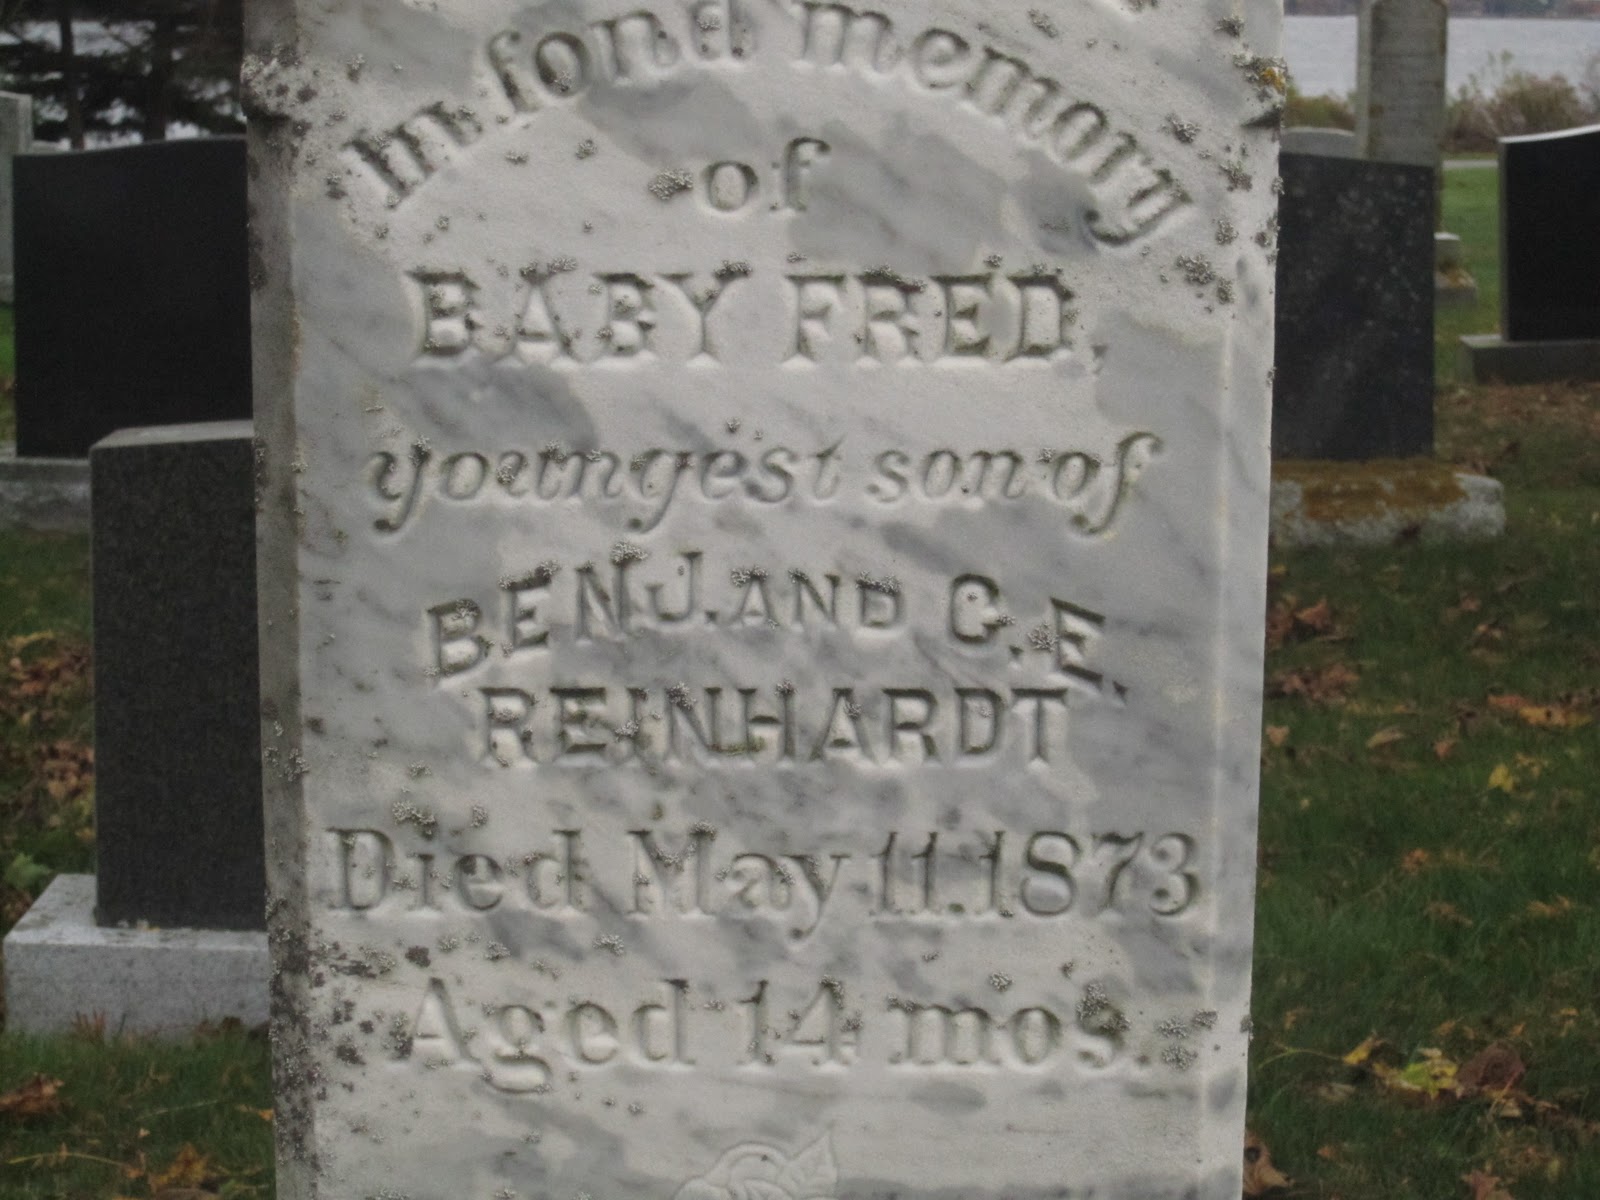 In fond memory
of
BABY FRED,
youngest son of
BENJ. AND C. E.
REINHARDT
Died May 11. 1873
Aged 14 mos.